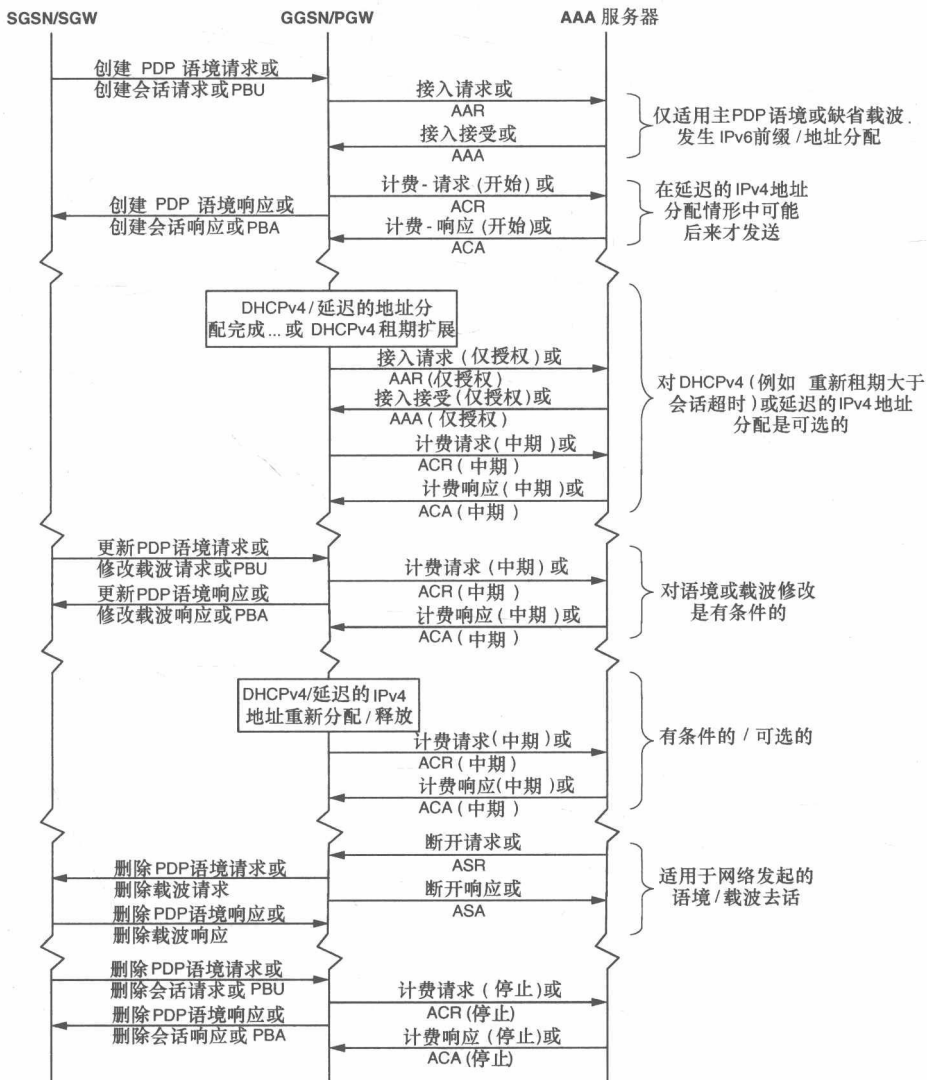 SGSN/SGW
GGSN/PGW
AAA 服务器
创建 PDP 语境请求或
创建会话请求或PBU
接入请求或
AAR
接入接受或
AAA
仅适用主PDP语境或缺省载波.
发生 IPv6前缀/地址分配
计费-请求(开始)或
ACR
创建 PDP 语境响应或
创建会话响应或PBA
计费-响应(开始)或
ACA
在延迟的IPv4地址
分配情形中可能
后来才发送
DHCPv4/延迟的地址分
配完成...或 DHCPv4租期扩展
接入请求(仅授权)或
AAR(仅授权)
接入接受(仅授权)或
AAA(仅授权)
计费请求(中期)或
ACR(中期)
计费响应(中期)或
ACA(中期)
对DHCPv4(例如 重新租期大于
会话超时)或延迟的IPv4地址
分配是可选的
更新PDP语境请求或
修改载波请求或PBU
更新PDP语境响应或
修改载波响应或PBA
计费请求(中期)或
ACR(中期)
计费响应(中期)或
ACA(中期)
对语境或载波修改
是有条件的
DHCPv4/延迟的IPv4
地址重新分配/释放
计费请求(中期)或
ACR(中期)
计费响应(中期)或
ACA(中期)
有条件的/可选的
断开请求或
ASR
删除PDP语境请求或
删除载波请求
断开响应或
ASA
删除PDP语境响应或
删除载波响应
适用于网络发起的
语境/载波去话
删除PDP语境请求或
删除会话请求或PBU
计费请求(停止)或
ACR(停止)
删除PDP语境响应或
删除会话响应或PBA
计费响应(停止)或
ACA(停止)